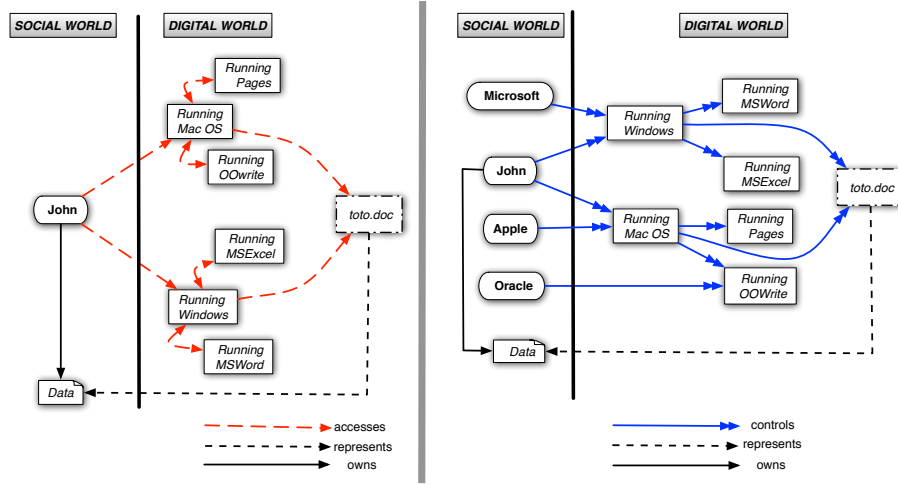 SOCIAL WORLD
DIGITAL WORLD
Running
Pages
Running
Mac OS
Running
OOwrite
John
toto.doc
Running
MSExcel
Running
Windows
Running
MSWord
Data
accesses
represents
owns
SOCIAL WORLD
DIGITAL WORLD
Microsoft
Running
MSWord
Running
Windows
John
Running
MSExcel
toto.doc
Apple
Running
Mac OS
Running
Pages
Oracle
Running
OOWrite
Data
controls
represents
owns